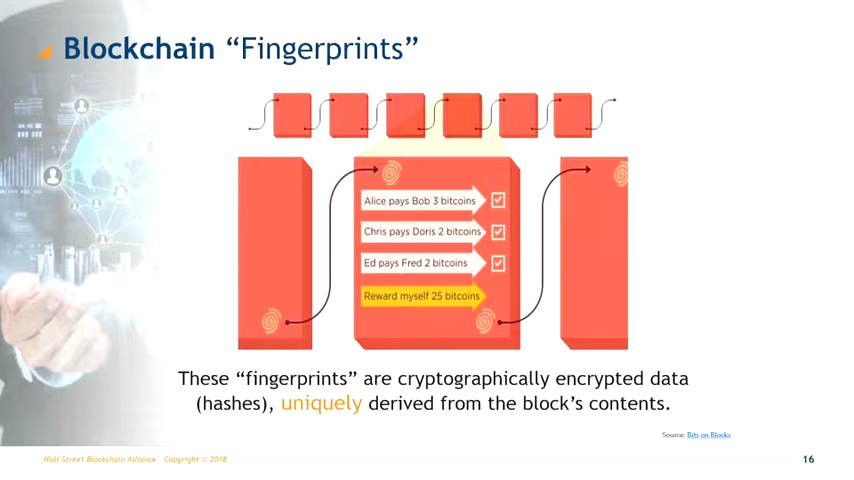 Blockchain “Fingerprints”
Alice pays Bob 3 bitcoins
Chris pays Doris 2 bitcoins
Ed pays Fred 2 bitcoins
Reward myself 25 bitcoins
These “fingerprints” are cryptographically encrypted data
(hashes), uniquely derived from the block’s contents.
Source: Bits on Blocks
Wall Street Blockchain Alliance Copyright © 2018
16